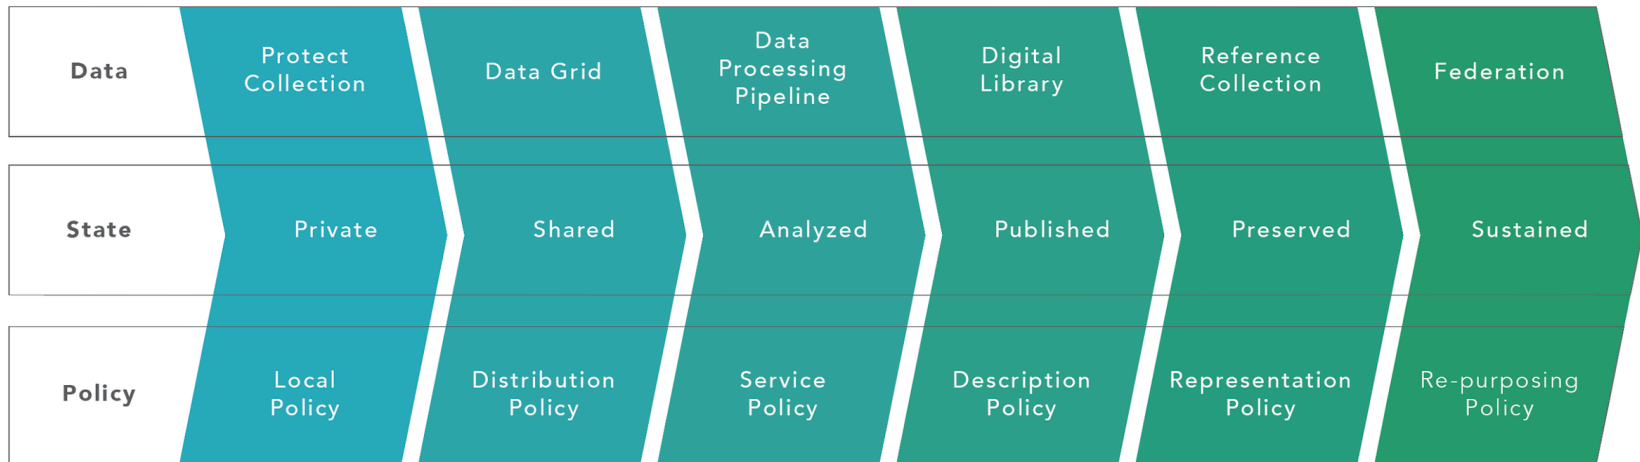 Data
Protect
Collection
Data Grid
Data
Processing
Pipeline
Digital
Library
Reference
Collection
Federation
State
Private
Shared
Analyzed
Published
Preserved
Sustained
Policy
Local
Policy
Distribution
Policy
Service
Policy
Description
Policy
Representation
Policy
Re-purposing
Policy